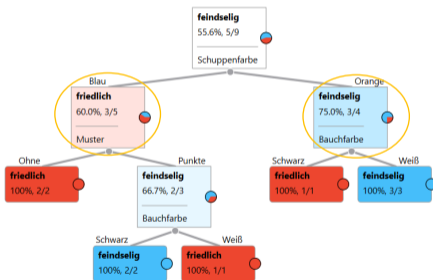 feindselig
55.6%, 5/9
Schuppenfarbe
Blau
Orange
friedlich
60.0%, 3/5
Muster
feindselig
75.0%, 3/4
Bauchfarbe
Ohne
Punkte
Schwarz
Weiß
friedlich
100%, 2/2
feindselig
66.7%, 2/3
Bauchfarbe
friedlich
100%, 1/1
feindselig
100%, 3/3
Schwarz
Weiß
feindselig
100%, 2/2
friedlich
100%, 1/1